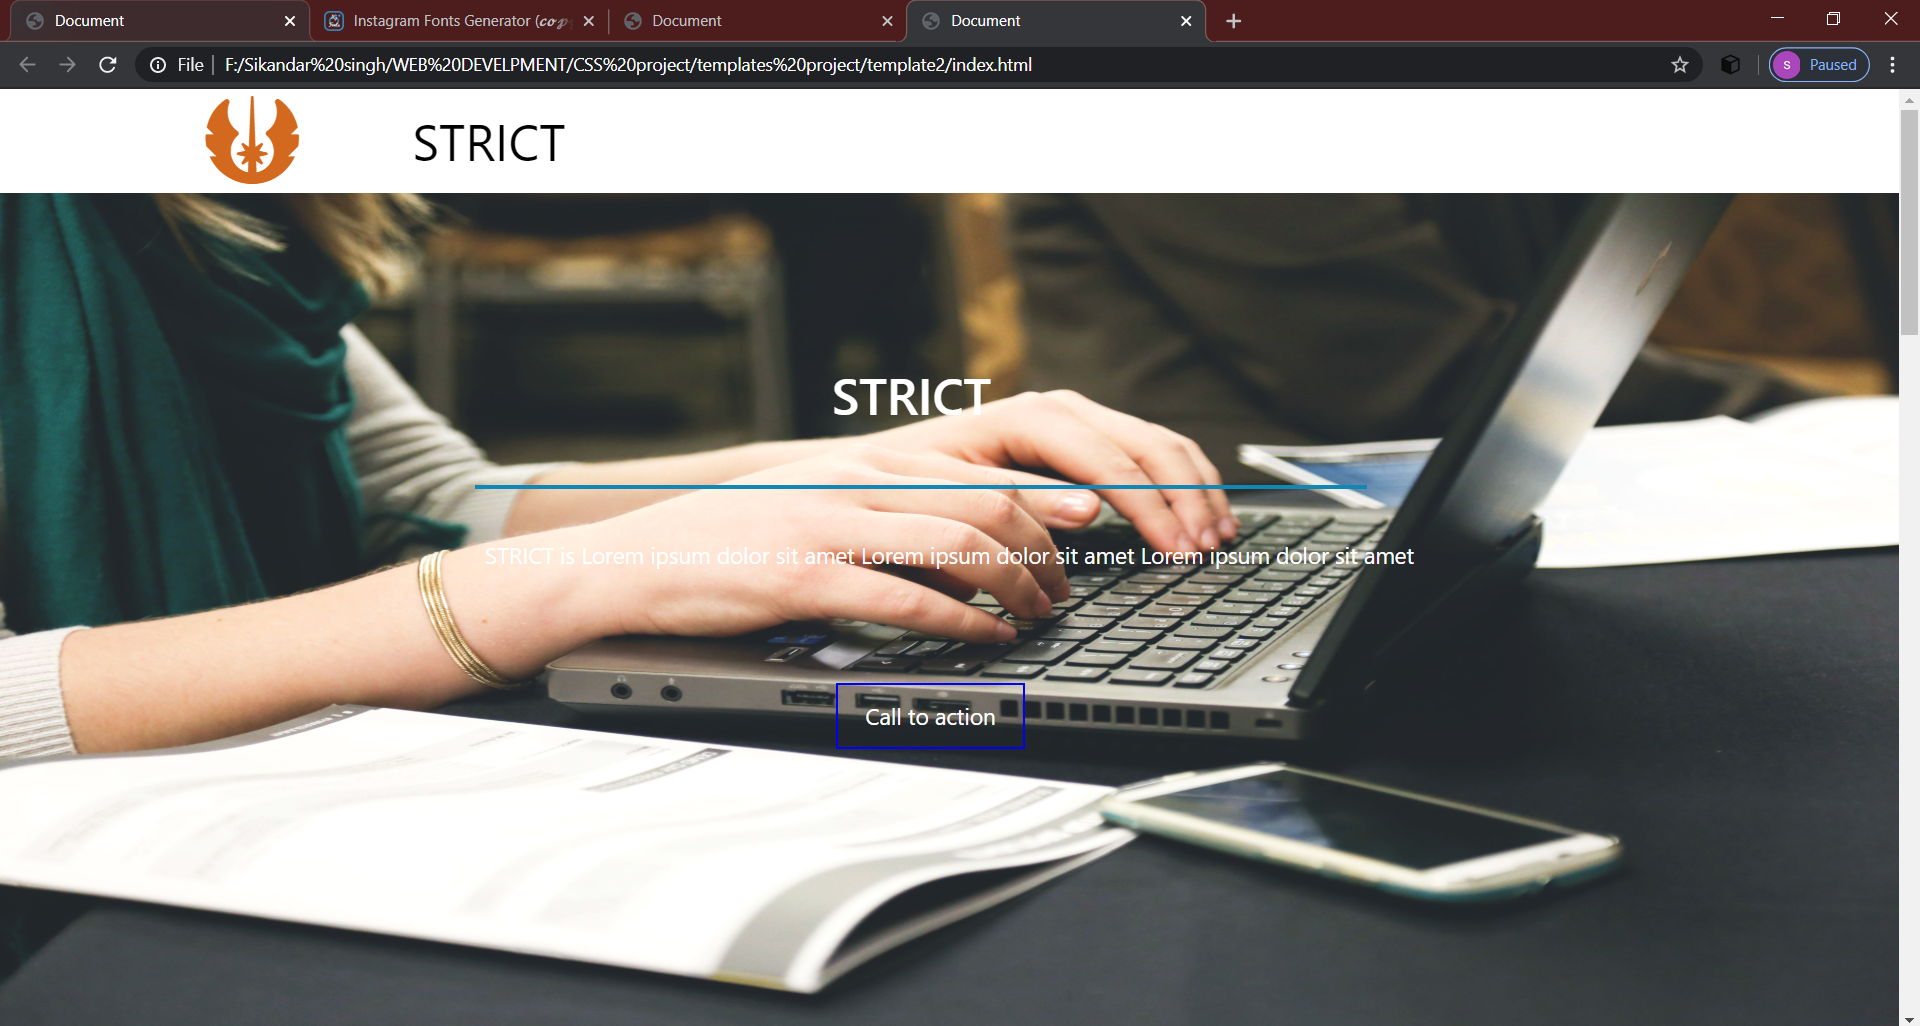 Document
Instagram Fonts Generator (𝓬𝓸𝓹
Document
Document
File
F:/Sikandar%20singh/WEB%20DEVELPMENT/CSS%20project/templates%20project/template2/index.html
S
Paused
STRICT
STRICT
STRICT is Lorem ipsum dolor sit amet Lorem ipsum dolor sit amet Lorem ipsum dolor sit amet
Call to action